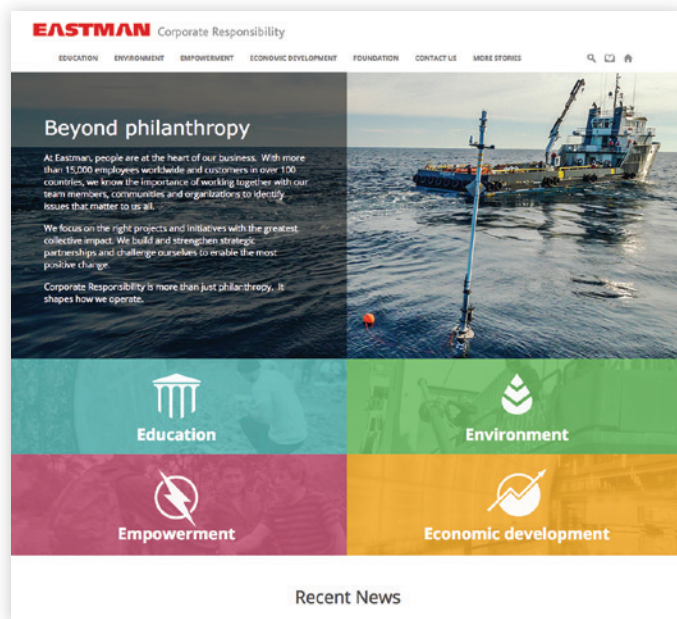 EASTMAN Corporate Responsibility
EDUCATION ENVIRONMENT EMPOWERMENT ECONOMIC DEVELOPMENT FOUNDATION CONTACT US MORE STORIES
Beyond philanthropy
At Eastman, people are at the heart of our business. With more
than 15,000 employees worldwide and customers in over 100
countries, we know the importance of working together with our
team members, communities and organizations to identify
issues that matter to us all.
We focus on the right projects and initiatives with the greatest
collective impact. We build and strengthen strategic
partnerships and challenge ourselves to enable the most
positive change.
Corporate Responsibility is more than just philanthropy. It
shapes how we operate.
Education
Environment
Empowerment
Economic development
Recent News